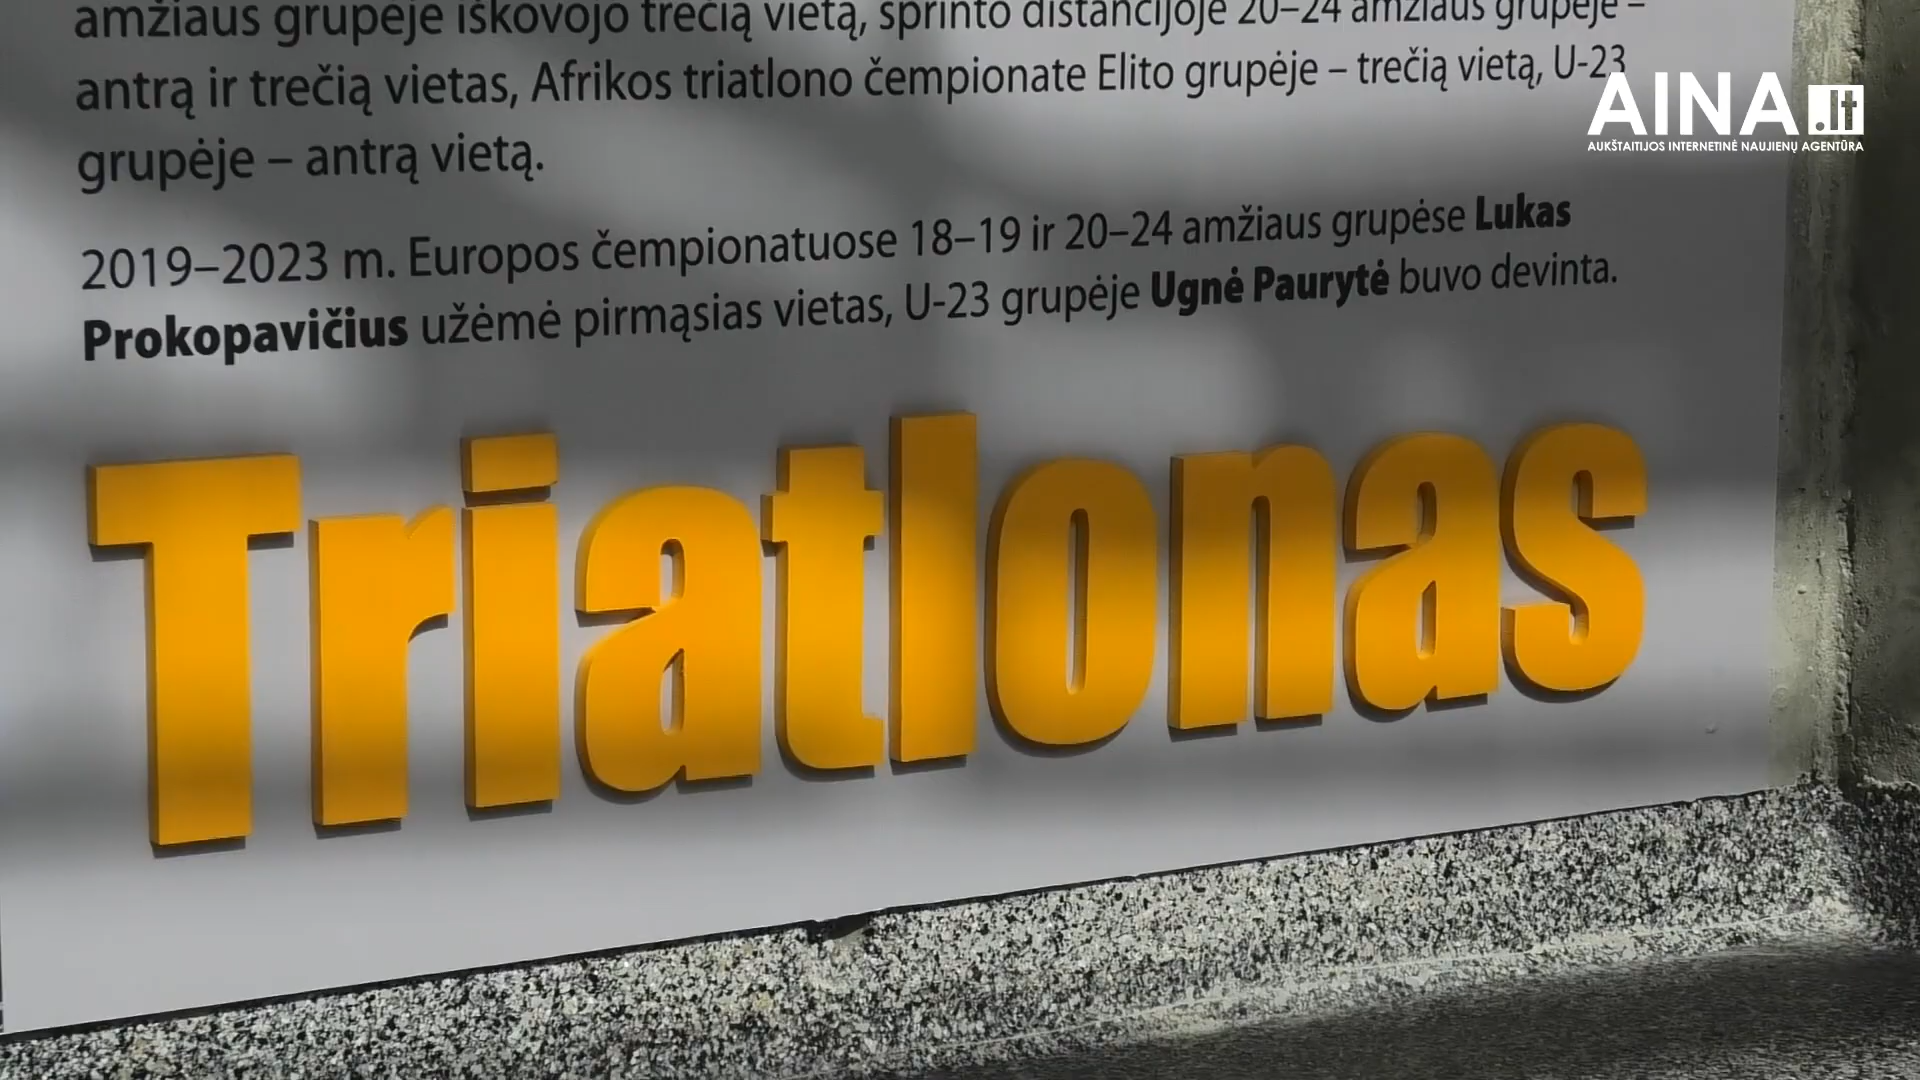 amžiaus grupėje iškovojo trečią vietą, sprinto distancijoje 20–24 amžiaus grupėje –
antrą ir trečią vietas, Afrikos triatlono čempionate Elito grupėje – trečią vietą, U-23
grupėje – antrą vietą.
2019–2023 m. Europos čempionatuose 18–19 ir 20–24 amžiaus grupėse Lukas
Prokopavičius užėmė pirmąsias vietas, U-23 grupėje Ugnė Paurytė buvo devinta.
Triatlonas
AINA.lt
AUKŠTAITIJOS INTERNETINĖ NAUJIENŲ AGENTŪRA